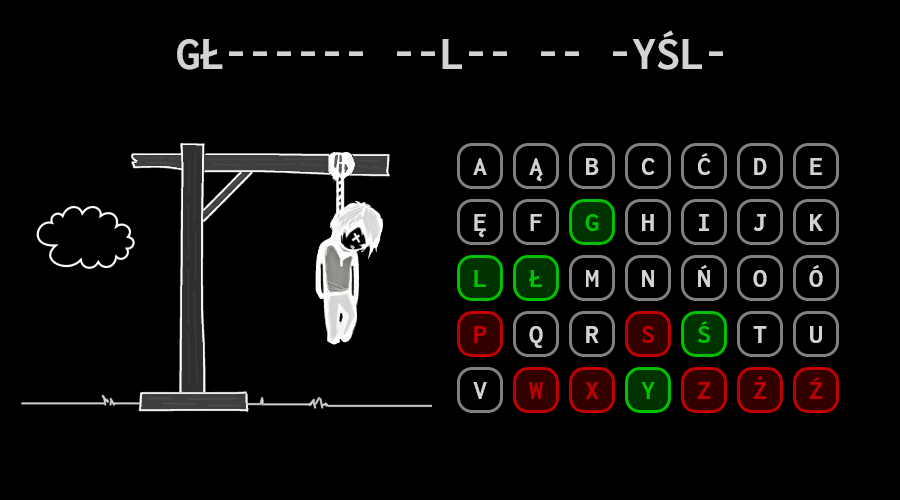 GŁ------ --L-- -- -YŚL-
A Ą B C Ć D E
Ę F G H I J K
L Ł M N Ń O Ó
P Q R S Ś T U
V W X Y Z Ż Ź